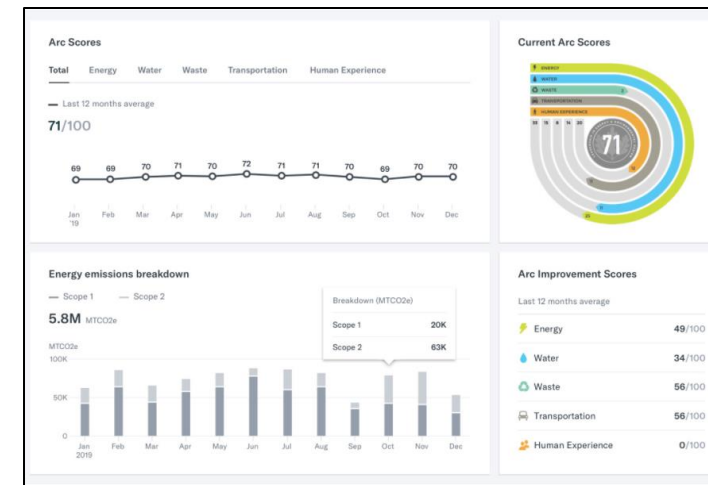 Arc Scores
Total Energy Water Waste Transportation Human Experience
Last 12 months average
71/100
69 69 70 71 70 72 71 71 70 69 70 70
Jan '19 Feb Mar Apr May Jun Jul Aug Sep Oct Nov Dec
Current Arc Scores
ENERGY
WATER
WASTE
TRANSPORTATION
HUMAN EXPERIENCE
71
Energy emissions breakdown
Scope 1 Scope 2
5.8M MTCO2e
MTCO2e
100K
50K
0
Jan 2019 Feb Mar Apr May Jun Jul Aug Sep Oct Nov Dec
Breakdown (MTCO2e)
Scope 1 20K
Scope 2 63K
Arc Improvement Scores
Last 12 months average
Energy 49/100
Water 34/100
Waste 56/100
Transportation 56/100
Human Experience 0/100